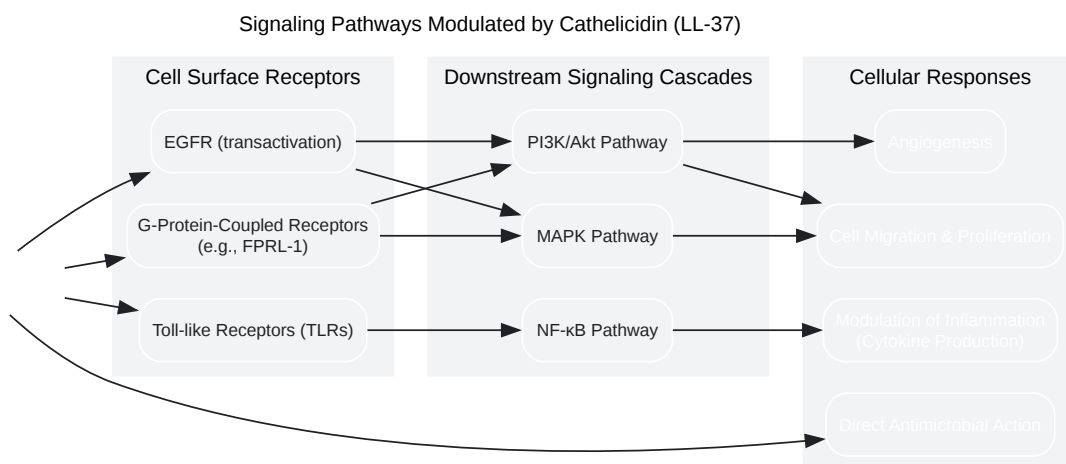 Signaling Pathways Modulated by Cathelicidin (LL-37)
Cell Surface Receptors
EGFR (transactivation)
G-Protein-Coupled Receptors
(e.g., FPRL-1)
Toll-like Receptors (TLRs)
Downstream Signaling Cascades
PI3K/Akt Pathway
MAPK Pathway
NF-κB Pathway
Cellular Responses
Angiogenesis
Cell Migration & Proliferation
Modulation of Inflammation
(Cytokine Production)
Direct Antimicrobial Action